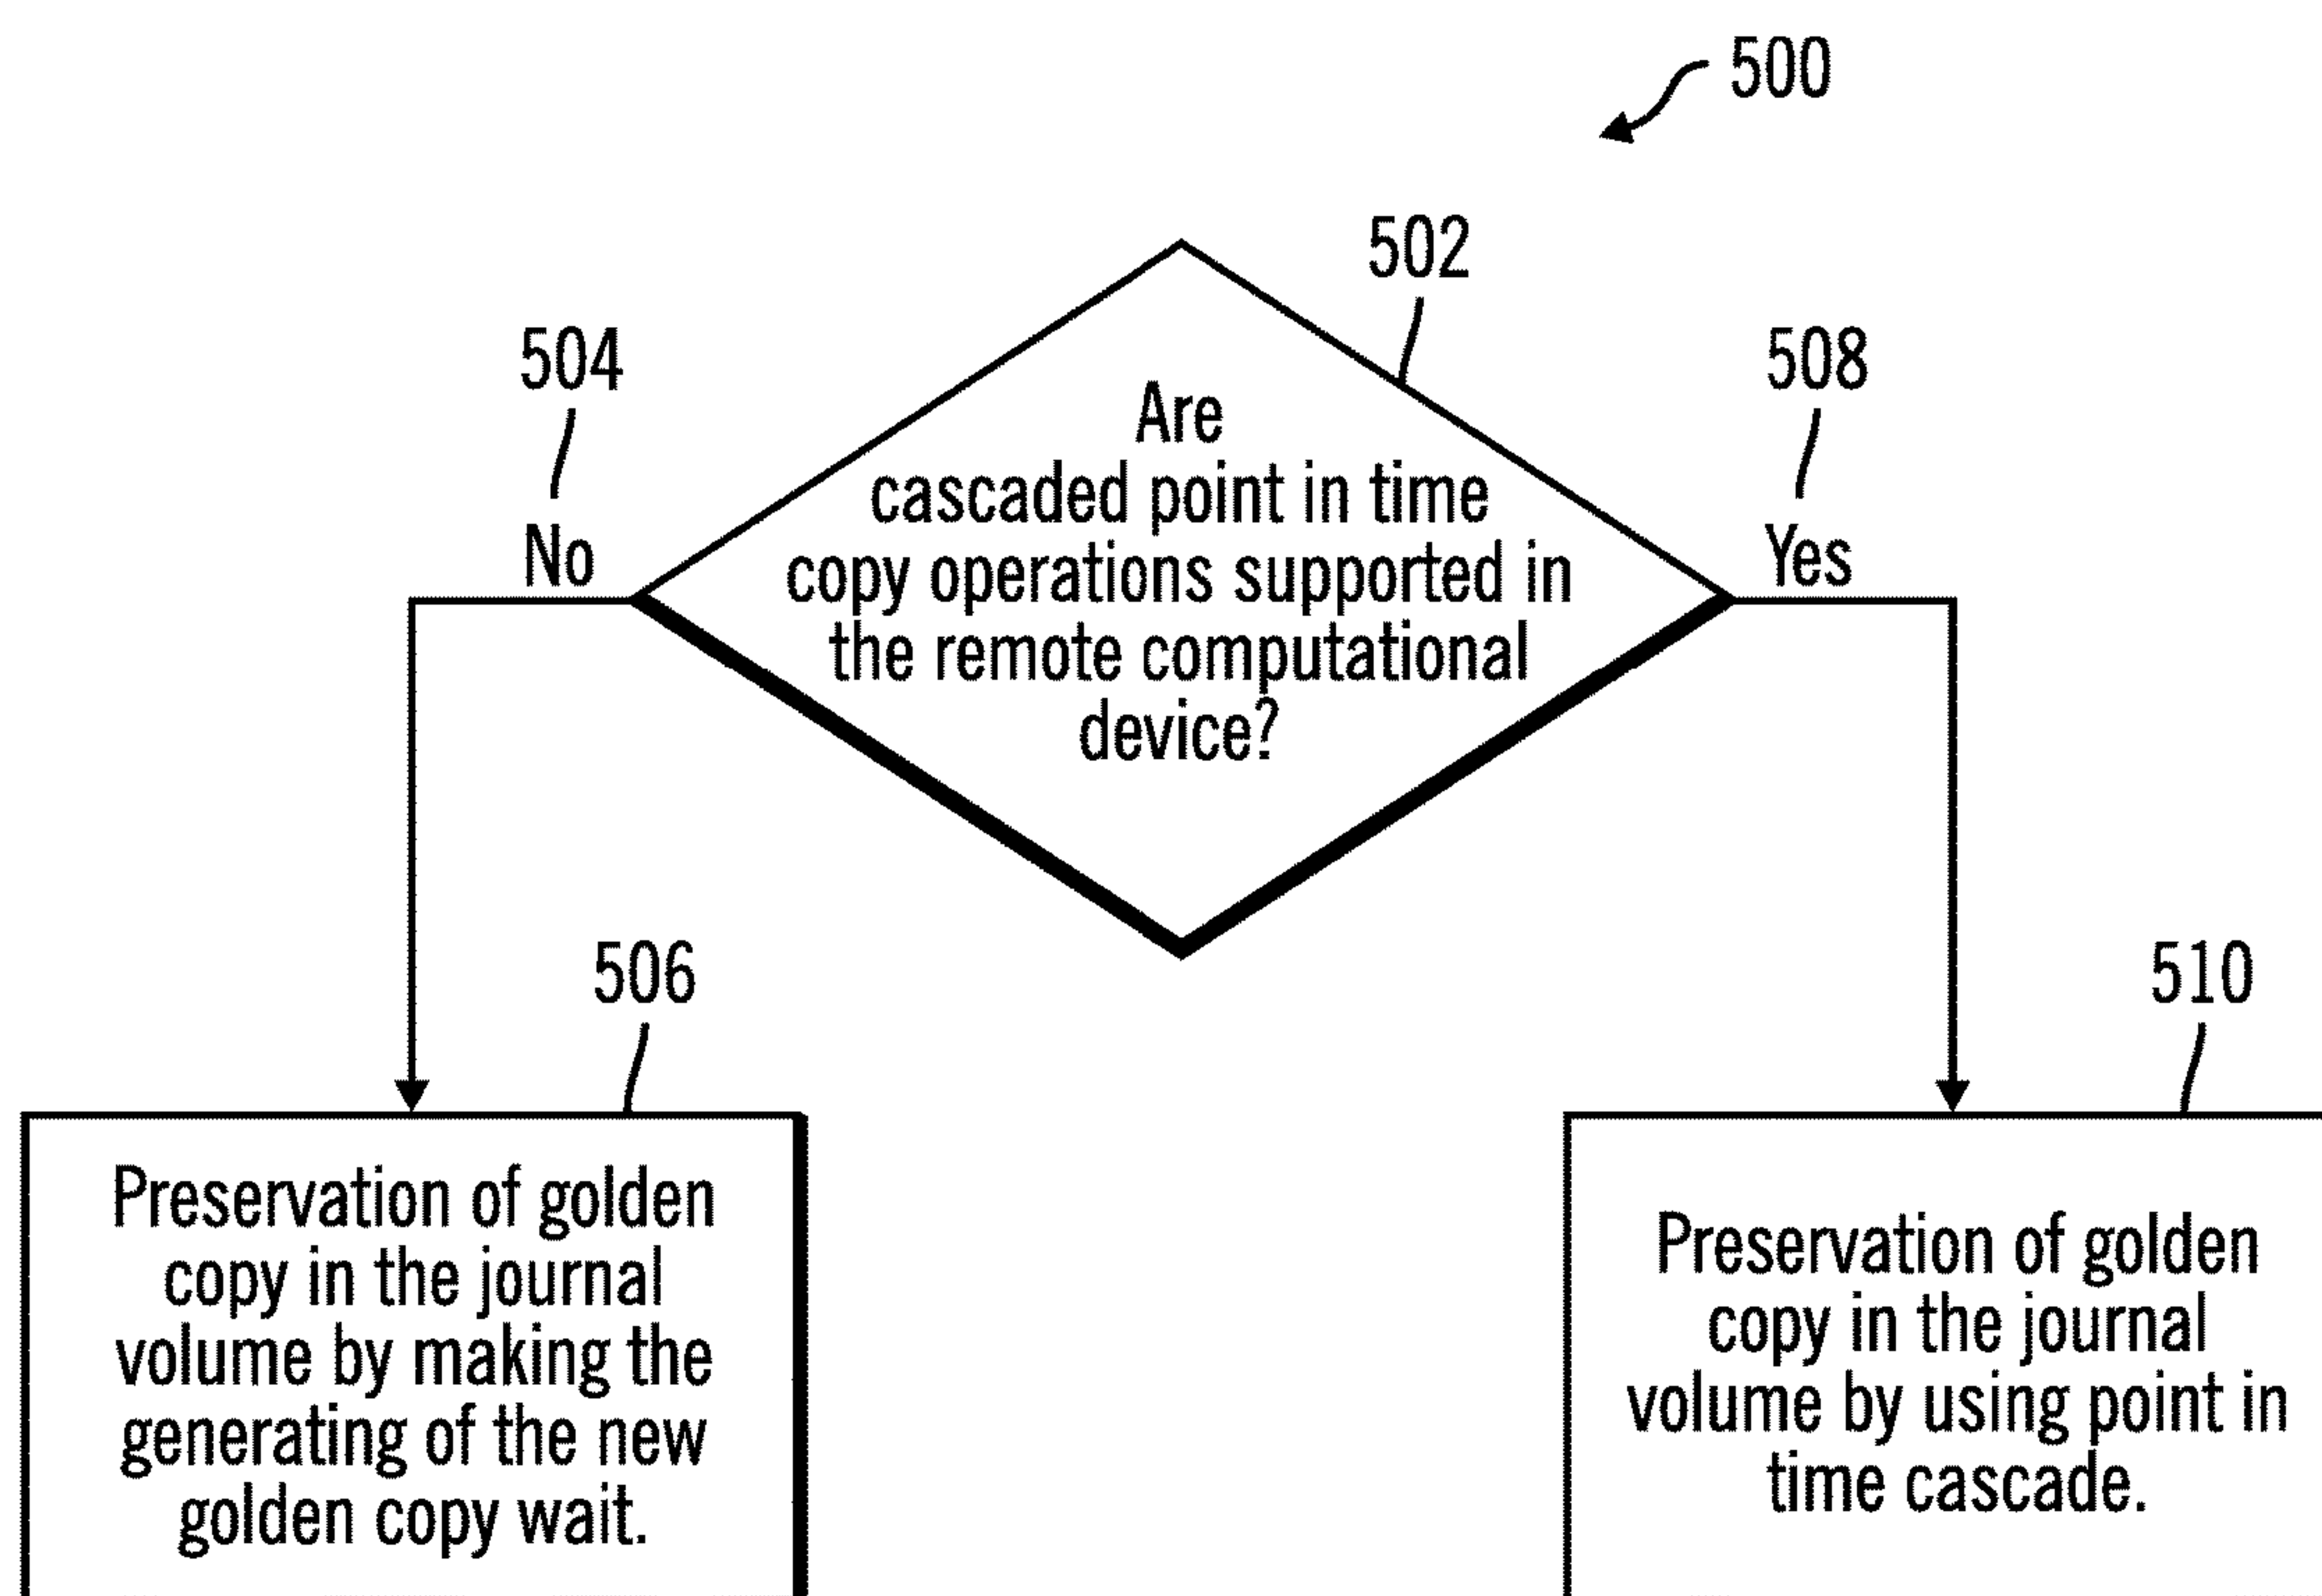 500
502
504
508
Are
cascaded point in time
copy operations supported in
the remote computational
device?
No
Yes
506
510
Preservation of golden
copy in the journal
volume by making the
generating of the new
golden copy wait.
Preservation of golden
copy in the journal
volume by using point in
time cascade.